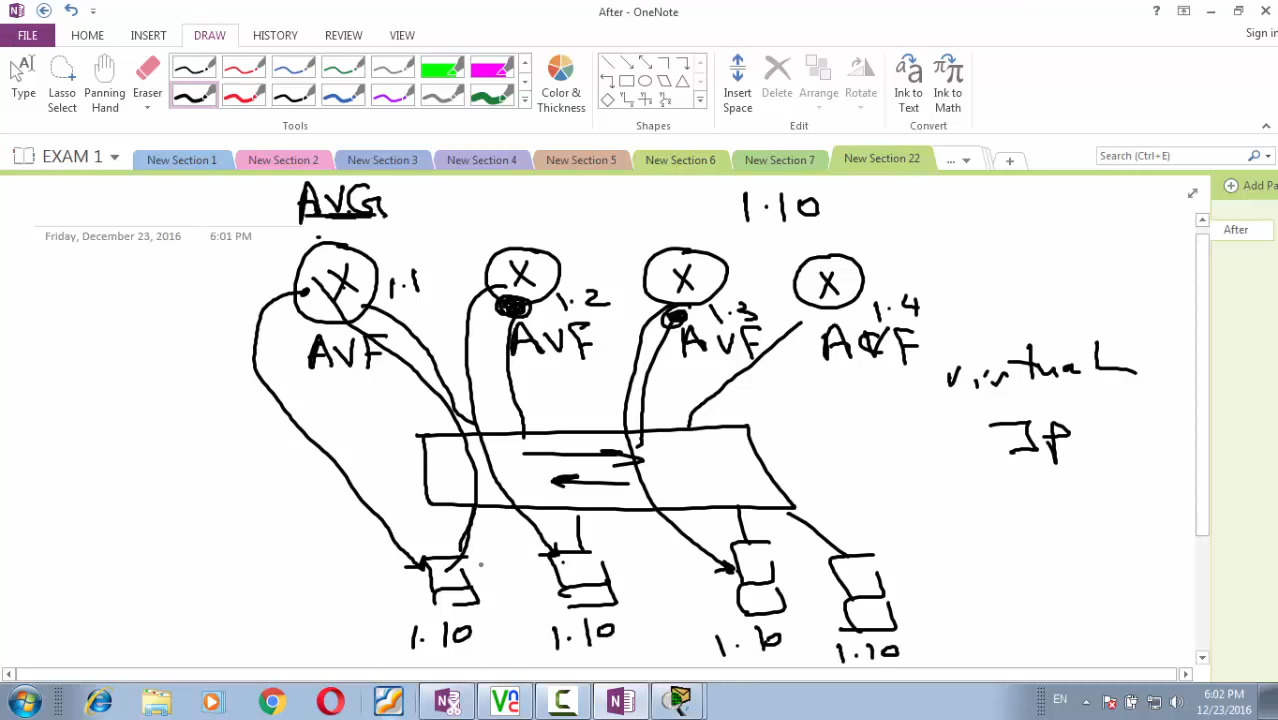 After - OneNote
? 
Sign in
FILE HOME INSERT DRAW HISTORY REVIEW VIEW
Type
Lasso Select
Panning Hand
Eraser
Color & Thickness
Insert Space
Delete
Arrange
Rotate
Ink to Text
Ink to Math
Tools
Shapes
Edit
Convert
EXAM 1
New Section 1
New Section 2
New Section 3
New Section 4
New Section 5
New Section 6
New Section 7
New Section 22
...
Search (Ctrl+E)
Add Pa
After
AVG
1.10
Friday, December 23, 2016 6:01 PM
X 1.1
X 1.2
X 1.3
X 1.4
AVF
AVF
AVF
AVF
virtual
IP
1.10
1.10
1.10
1.10
EN
6:02 PM
12/23/2016